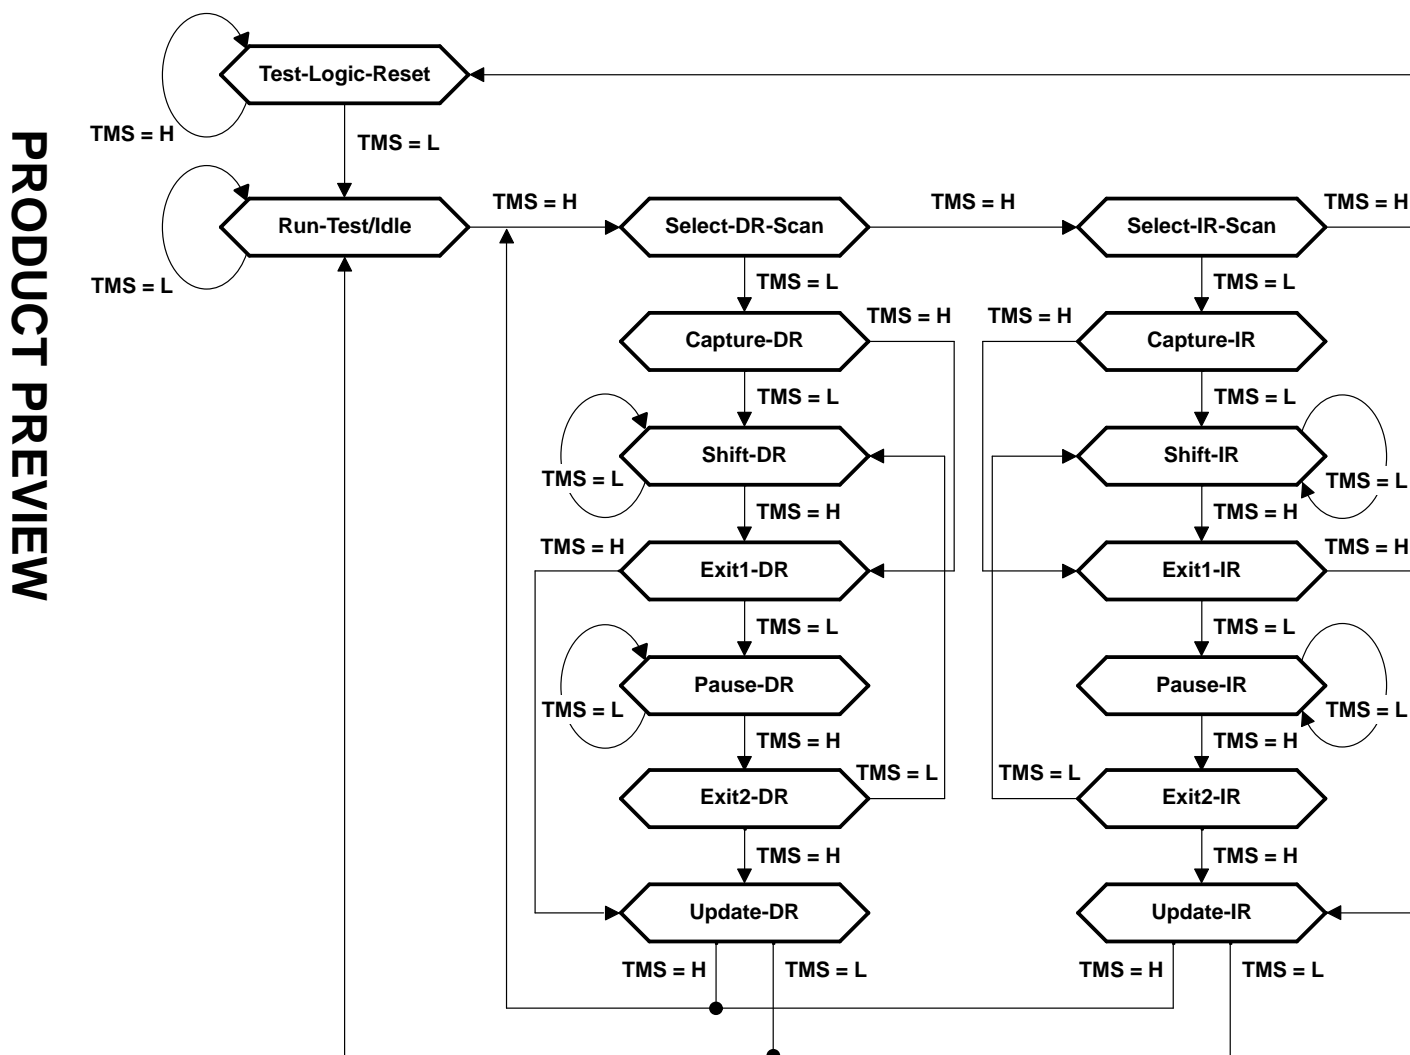 PRODUCT PREVIEW
Test-Logic-Reset
TMS = H
TMS = L
Run-Test/Idle
TMS = L
TMS = H
Select-DR-Scan
TMS = H
Select-IR-Scan
TMS = H
TMS = L
TMS = L
Capture-DR
TMS = H
TMS = H
Capture-IR
TMS = L
TMS = L
Shift-DR
TMS = L
Shift-IR
TMS = L
TMS = H
TMS = H
TMS = H
Exit1-DR
Exit1-IR
TMS = H
TMS = L
TMS = L
Pause-DR
TMS = L
Pause-IR
TMS = L
TMS = H
TMS = H
Exit2-DR
TMS = L
TMS = L
Exit2-IR
TMS = H
TMS = H
Update-DR
Update-IR
TMS = H
TMS = L
TMS = H
TMS = L